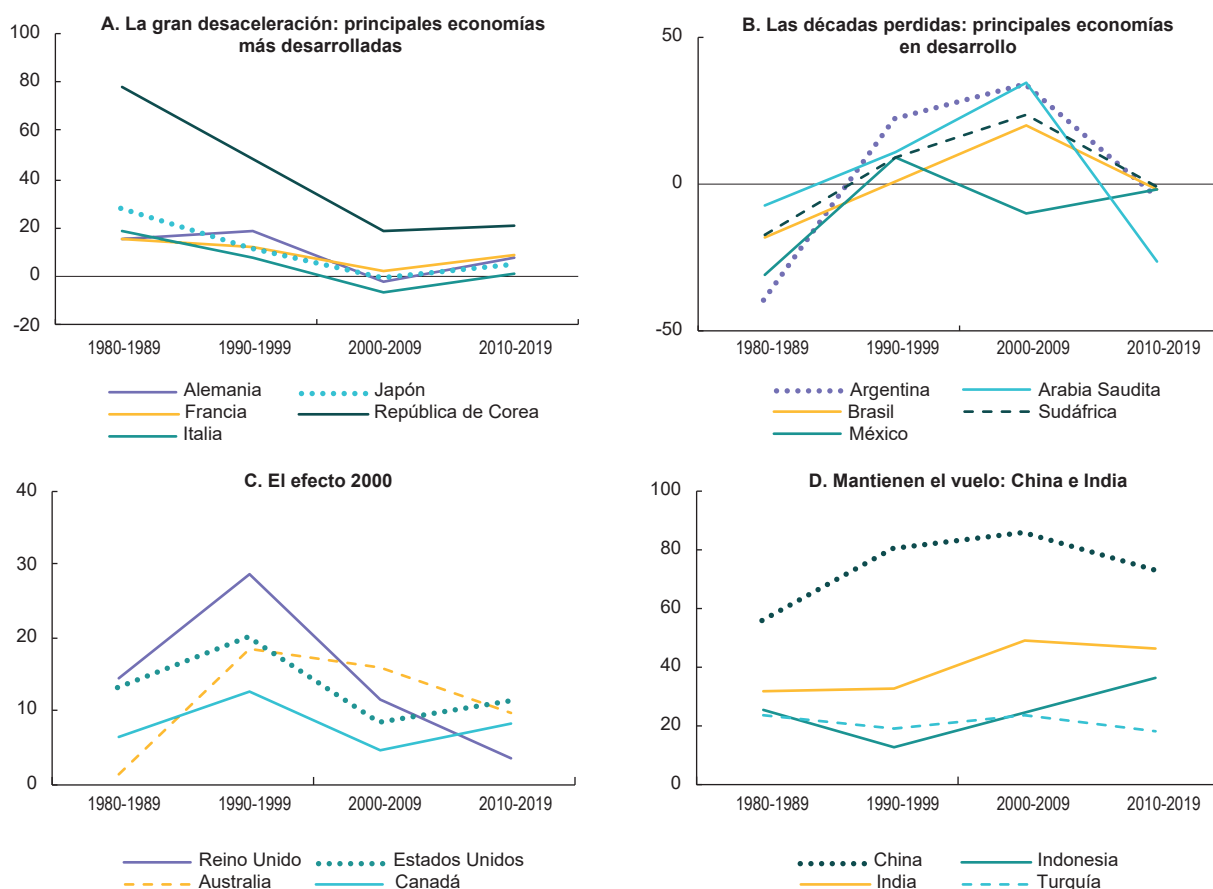 A. La gran desaceleración: principales economías
más desarrolladas
100
80
60
40
20
0
-20
1980-1989 1990-1999 2000-2009 2010-2019
Alemania Japón
Francia República de Corea
Italia
B. Las décadas perdidas: principales economías
en desarrollo
50
0
-50
1980-1989 1990-1999 2000-2009 2010-2019
Argentina Arabia Saudita
Brasil Sudáfrica
México
C. El efecto 2000
40
30
20
10
0
1980-1989 1990-1999 2000-2009 2010-2019
Reino Unido Estados Unidos
Australia Canadá
D. Mantienen el vuelo: China e India
100
80
60
40
20
0
1980-1989 1990-1999 2000-2009 2010-2019
China Indonesia
India Turquía